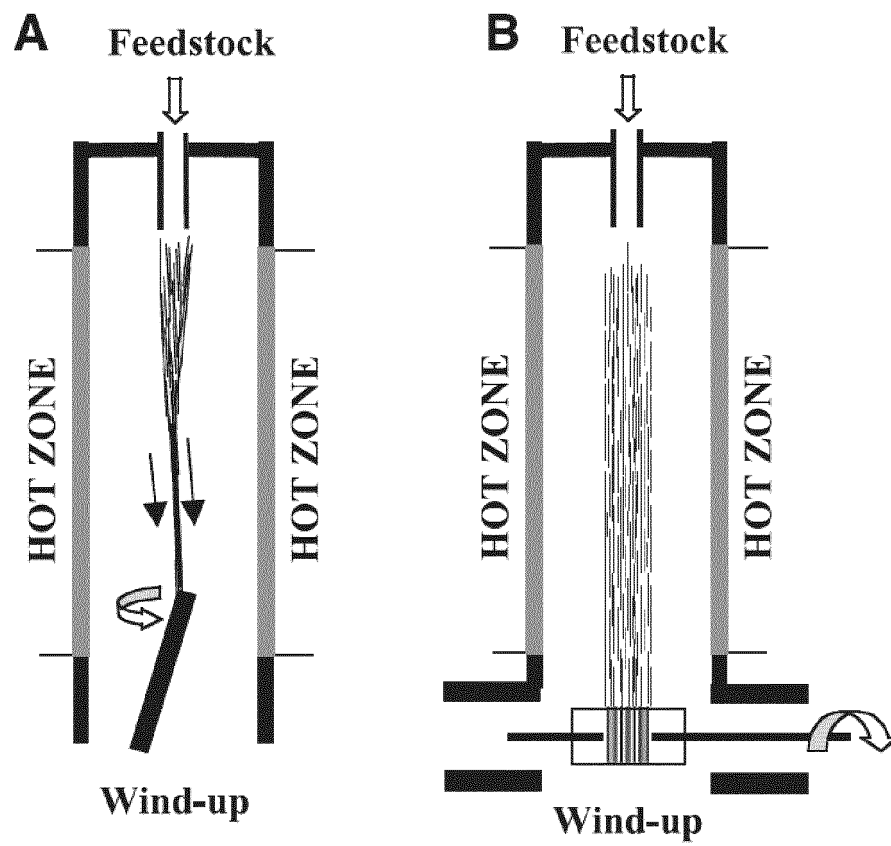 A
Feedstock
HOT ZONE
HOT ZONE
Wind-up
B
Feedstock
HOT ZONE
HOT ZONE
Wind-up